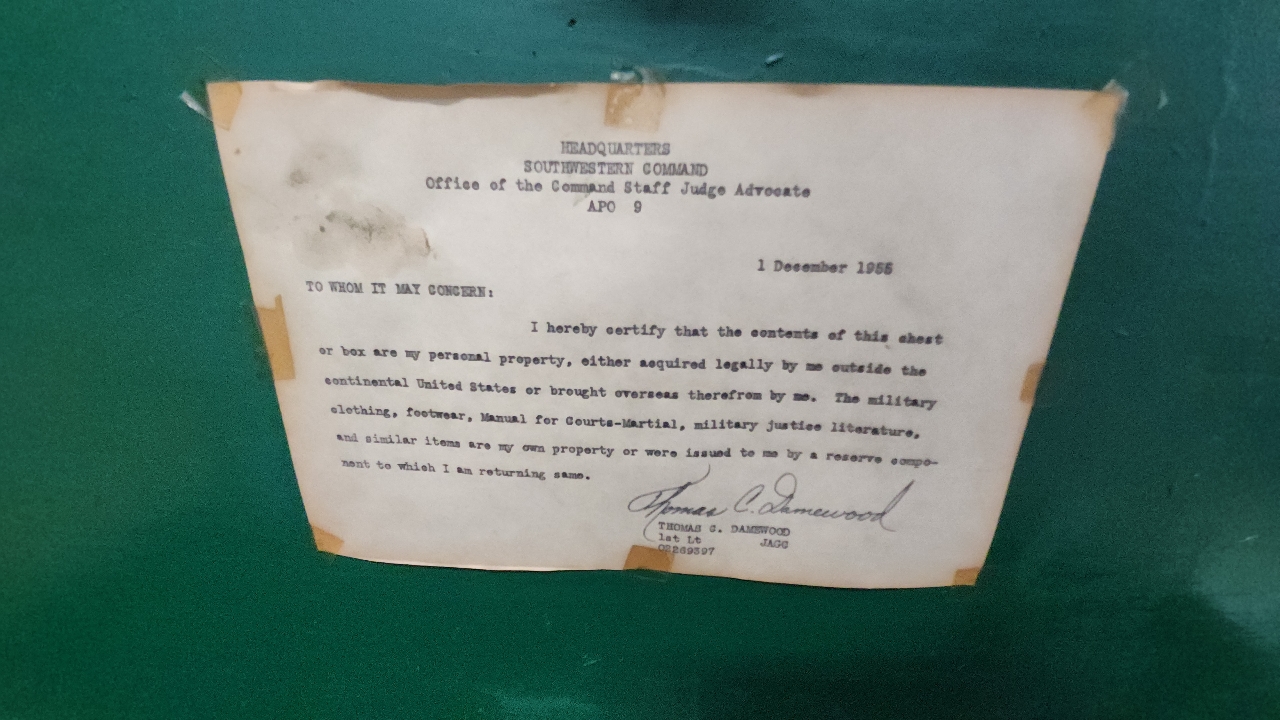 HEADQUARTERS
SOUTHWESTERN COMMAND
Office of the Command Staff Judge Advocate
APO 9
1 December 1955
TO WHOM IT MAY CONCERN:
I hereby certify that the contents of this chest
or box are my personal property, either acquired legally by me outside the
continental United States or brought overseas therefrom by me. The military
clothing, footwear, Manual for Courts-Martial, military justice literature,
and similar items are my own property or were issued to me by a reserve compo-
nent to which I am returning same.
Thomas C. Damewood
THOMAS C. DAMEWOOD
1st Lt JAGC
02269397